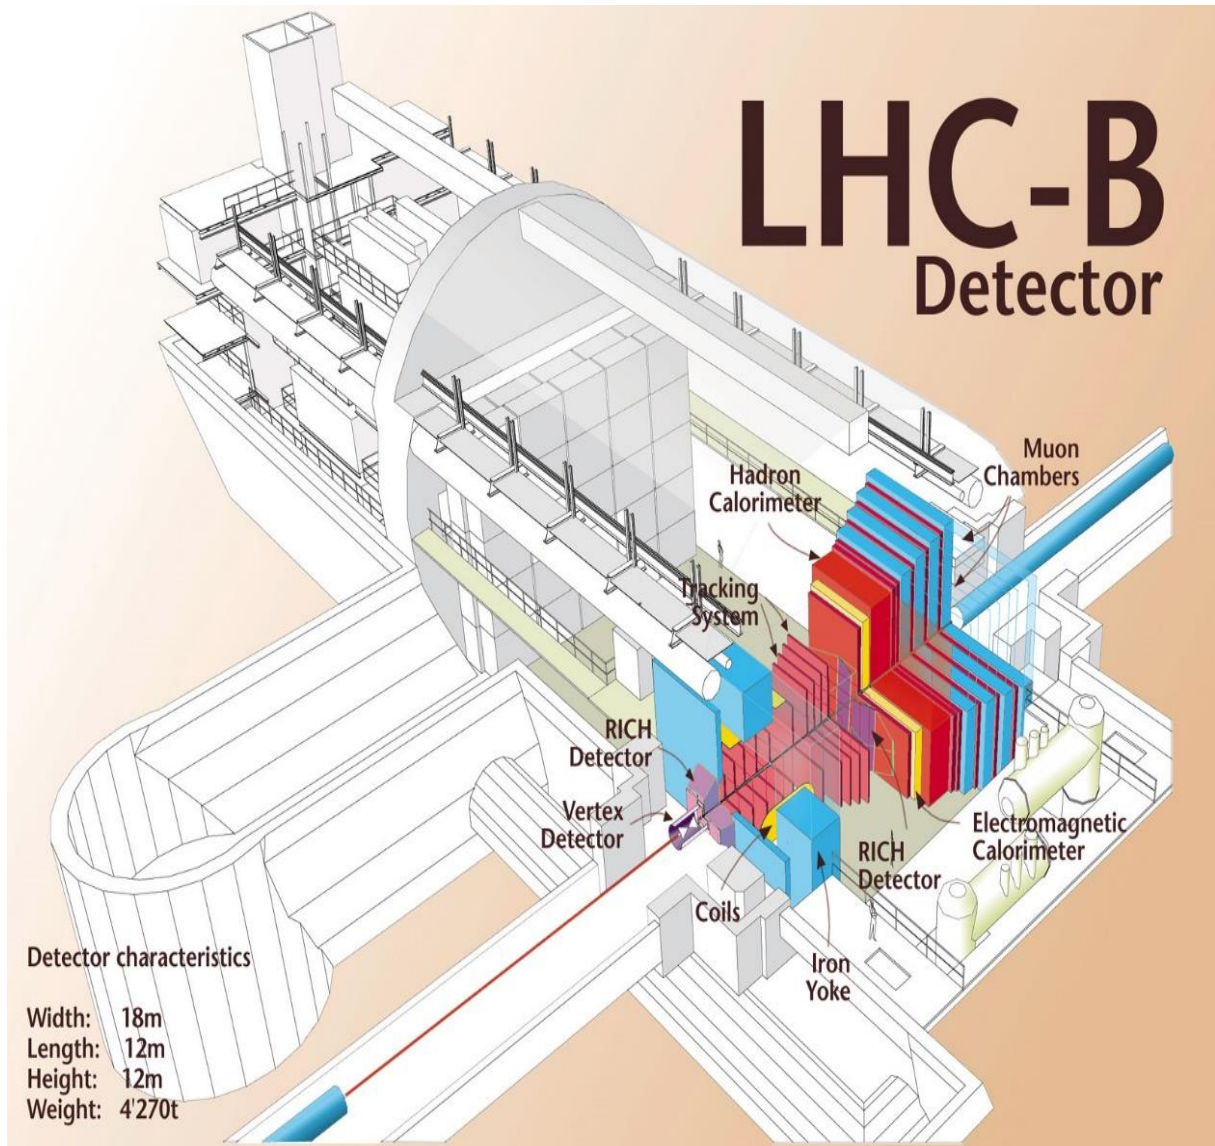 LHC-B
Detector
Muon
Chambers
Hadron
Calorimeter
Tracking
System
RICH
Detector
Vertex
Detector
Electromagnetic
Calorimeter
RICH
Detector
Coils
Iron
Yoke
Detector characteristics
Width: 18m
Length: 12m
Height: 12m
Weight: 4'270t